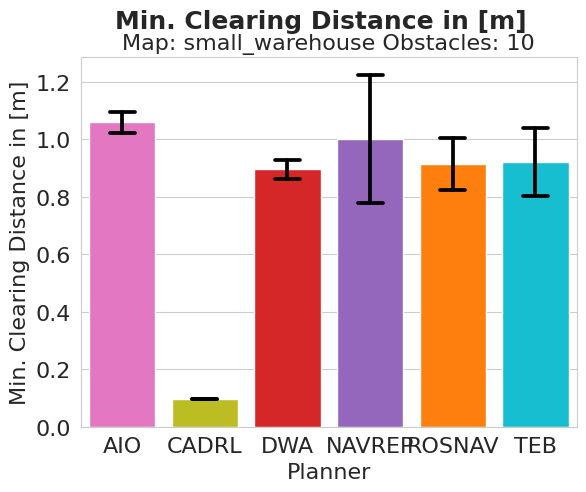 Min. Clearing Distance in [m]
Map: small_warehouse Obstacles: 10
Min. Clearing Distance in [m]
1.2
1.0
0.8
0.6
0.4
0.2
0.0
AIO CADRL DWA NAVREP ROSNAV TEB
Planner